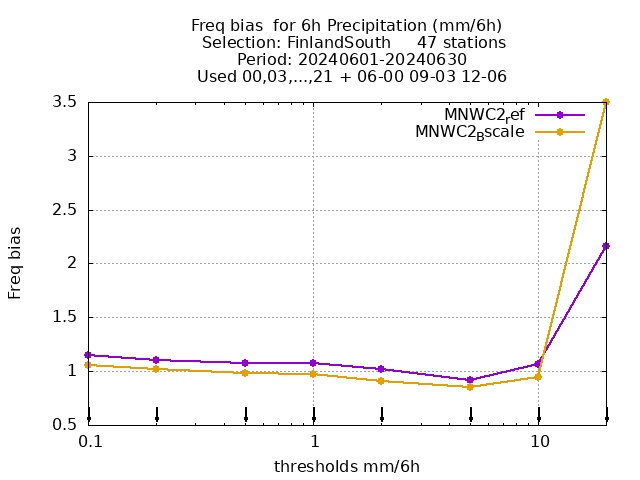 Freq bias  for 6h Precipitation (mm/6h)
Selection: FinlandSouth     47 stations
Period: 20240601-20240630
Used 00,03,...,21 + 06-00 09-03 12-06
MNWC2ref
MNWC2Bscale
3.5
3
2.5
2
1.5
1
0.5
Freq bias
0.1 1 10
thresholds mm/6h